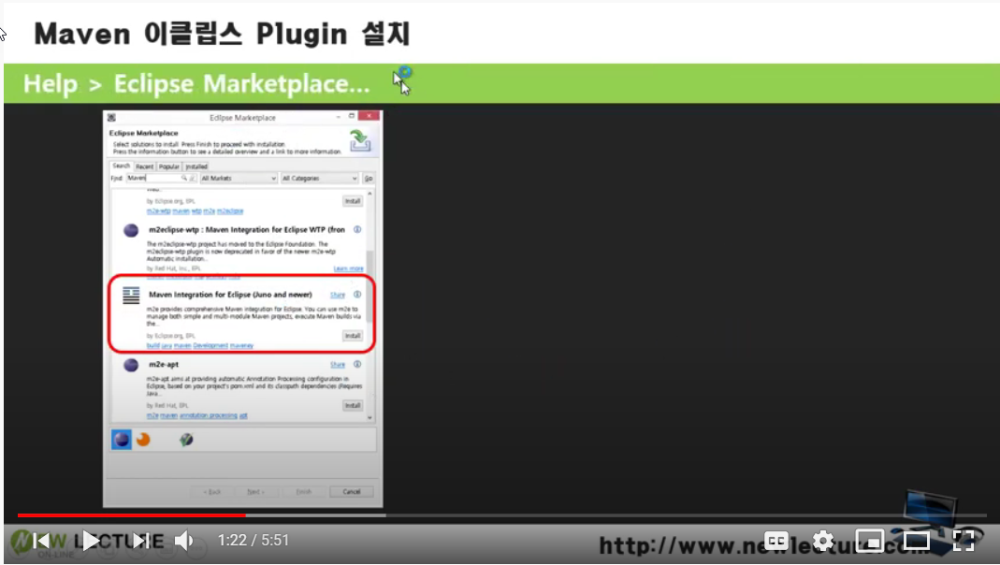 Maven 이클립스 Plugin 설치
Help > Eclipse Marketplace...
Eclipse Marketplace
Eclipse Marketplace
Select solutions to install. Press Finish to proceed with installation.
Press the information button to see a detailed overview and a link to more information.
Search Recent Popular Installed
Find: Maven All Markets All Categories Go
by Eclipse.org, EPL Install
m2e-wtp maven wtp m2e m2eclipse
m2eclipse-wtp : Maven Integration for Eclipse WTP (fron
The m2eclipse-wtp project has moved to the Eclipse Foundation. The
m2eclipse-wtp plugin is now deprecated in favor of the newer m2e-wtp
Automatic installation...
by Red Hat, Inc., EPL Learn more
Maven Integration for Eclipse (Juno and newer) Share
m2e provides comprehensive Maven integration for Eclipse. You can use m2e to
manage both simple and multi-module Maven projects, execute Maven builds via
the...
by Eclipse.org, EPL Install
build java maven Development maveney
m2e-apt Share
m2e-apt aims at providing automatic Annotation Processing configuration in
Eclipse, based on your project's pom.xml and its classpath dependencies (Requires
Java...
by Red Hat, EPL Install
m2e maven annotation processing apt
< Back Next > Finish Cancel
NEW LECTURE
ON-LINE
1:22 / 5:51
http://www.newlecture.com
CC